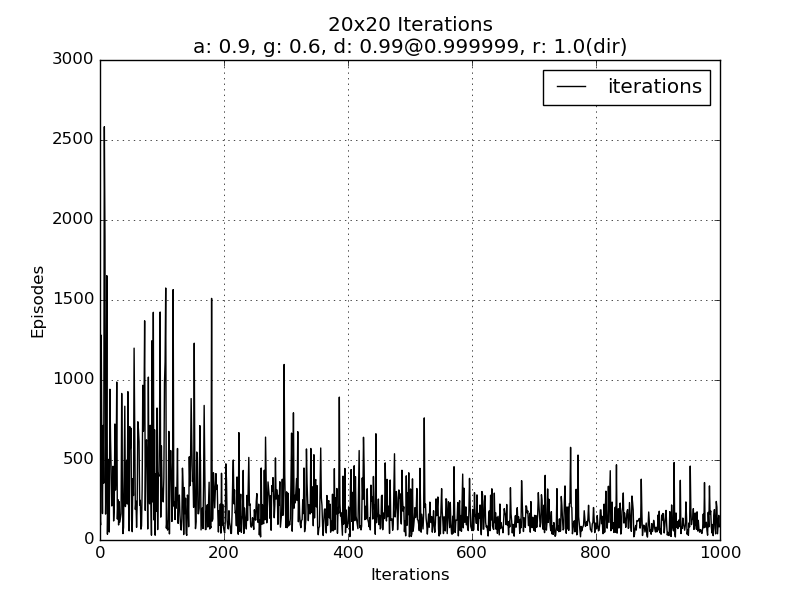 20x20 Iterations
a: 0.9, g: 0.6, d: 0.99@0.999999, r: 1.0(dir)
iterations
3000
2500
2000
1500
1000
500
0
Episodes
0 200 400 600 800 1000
Iterations